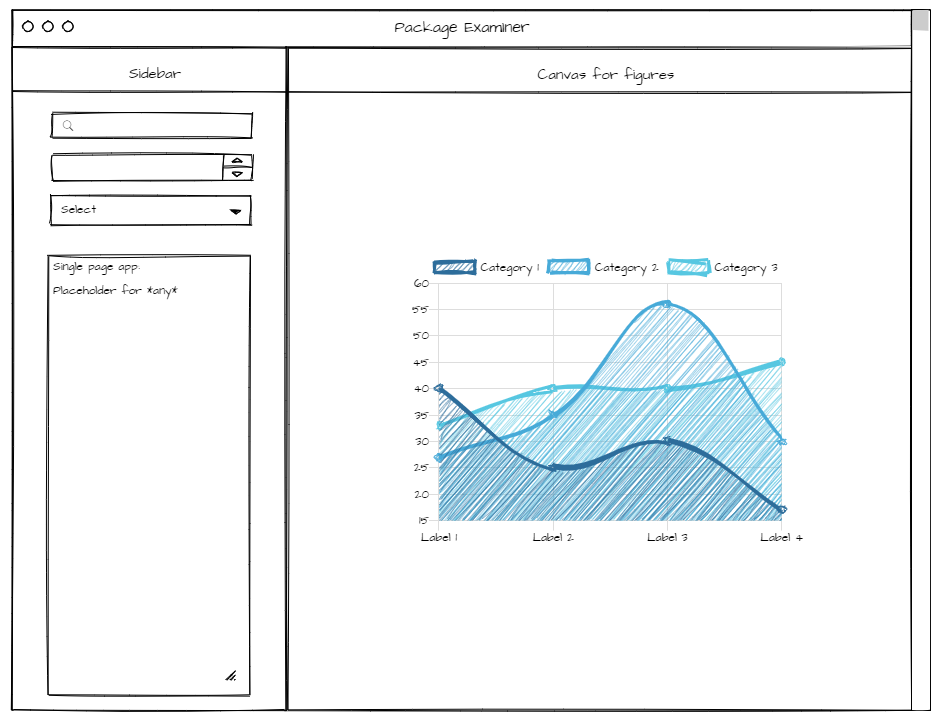 Package Examiner
Sidebar
Canvas for figures
Select
Single page app:
Placeholder for *any*
Category 1
Category 2
Category 3
60
55
50
45
40
35
30
25
20
15
Label 1
Label 2
Label 3
Label 4